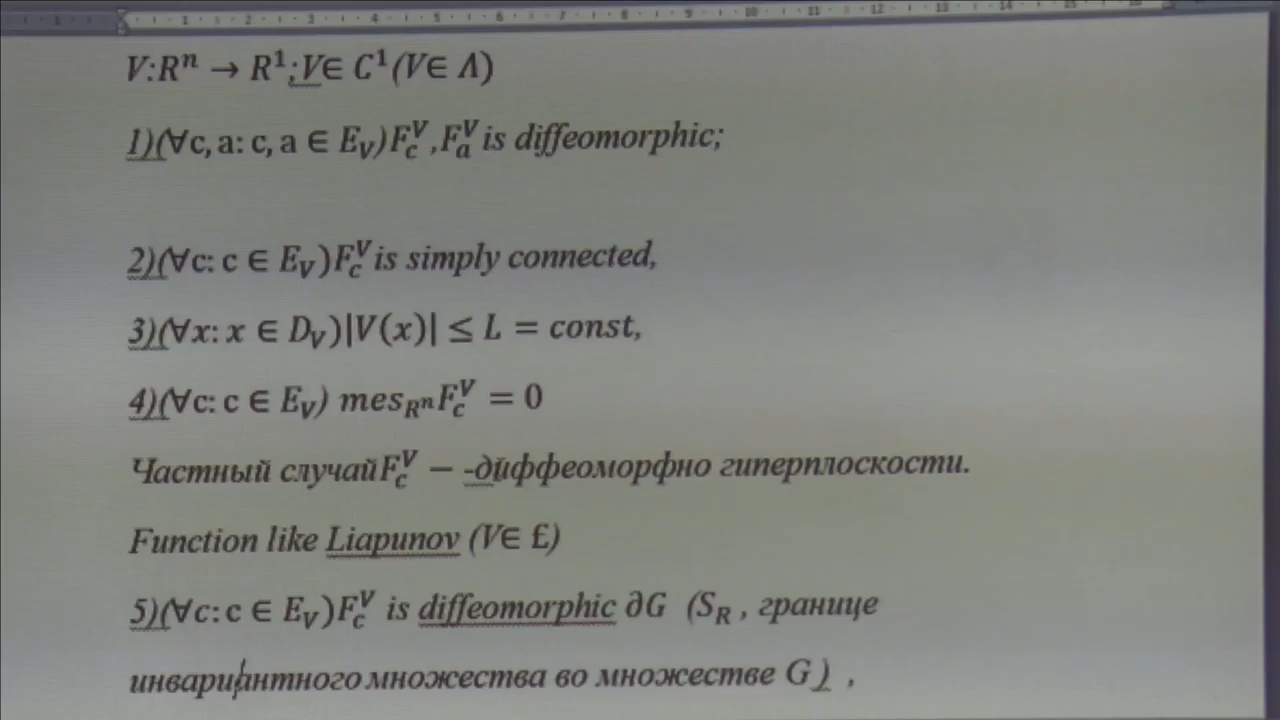 V:Rⁿ → R¹;V∈ C¹(V∈ Λ)
1)(∀c, a: c, a ∈ E_V)F_c^V ,F_a^V is diffeomorphic;
2)(∀c: c ∈ E_V)F_c^V is simply connected,
3)(∀x: x ∈ D_V)|V(x)| ≤ L = const,
4)(∀c: c ∈ E_V) mes_{Rⁿ}F_c^V = 0
Частный случайF_c^V − -диффеоморфно гиперплоскости.
Function like Liapunov (V∈ £)
5)(∀c: c ∈ E_V)F_c^V is diffeomorphic ∂G (S_R , границе
инвариантного множества во множестве G) ,